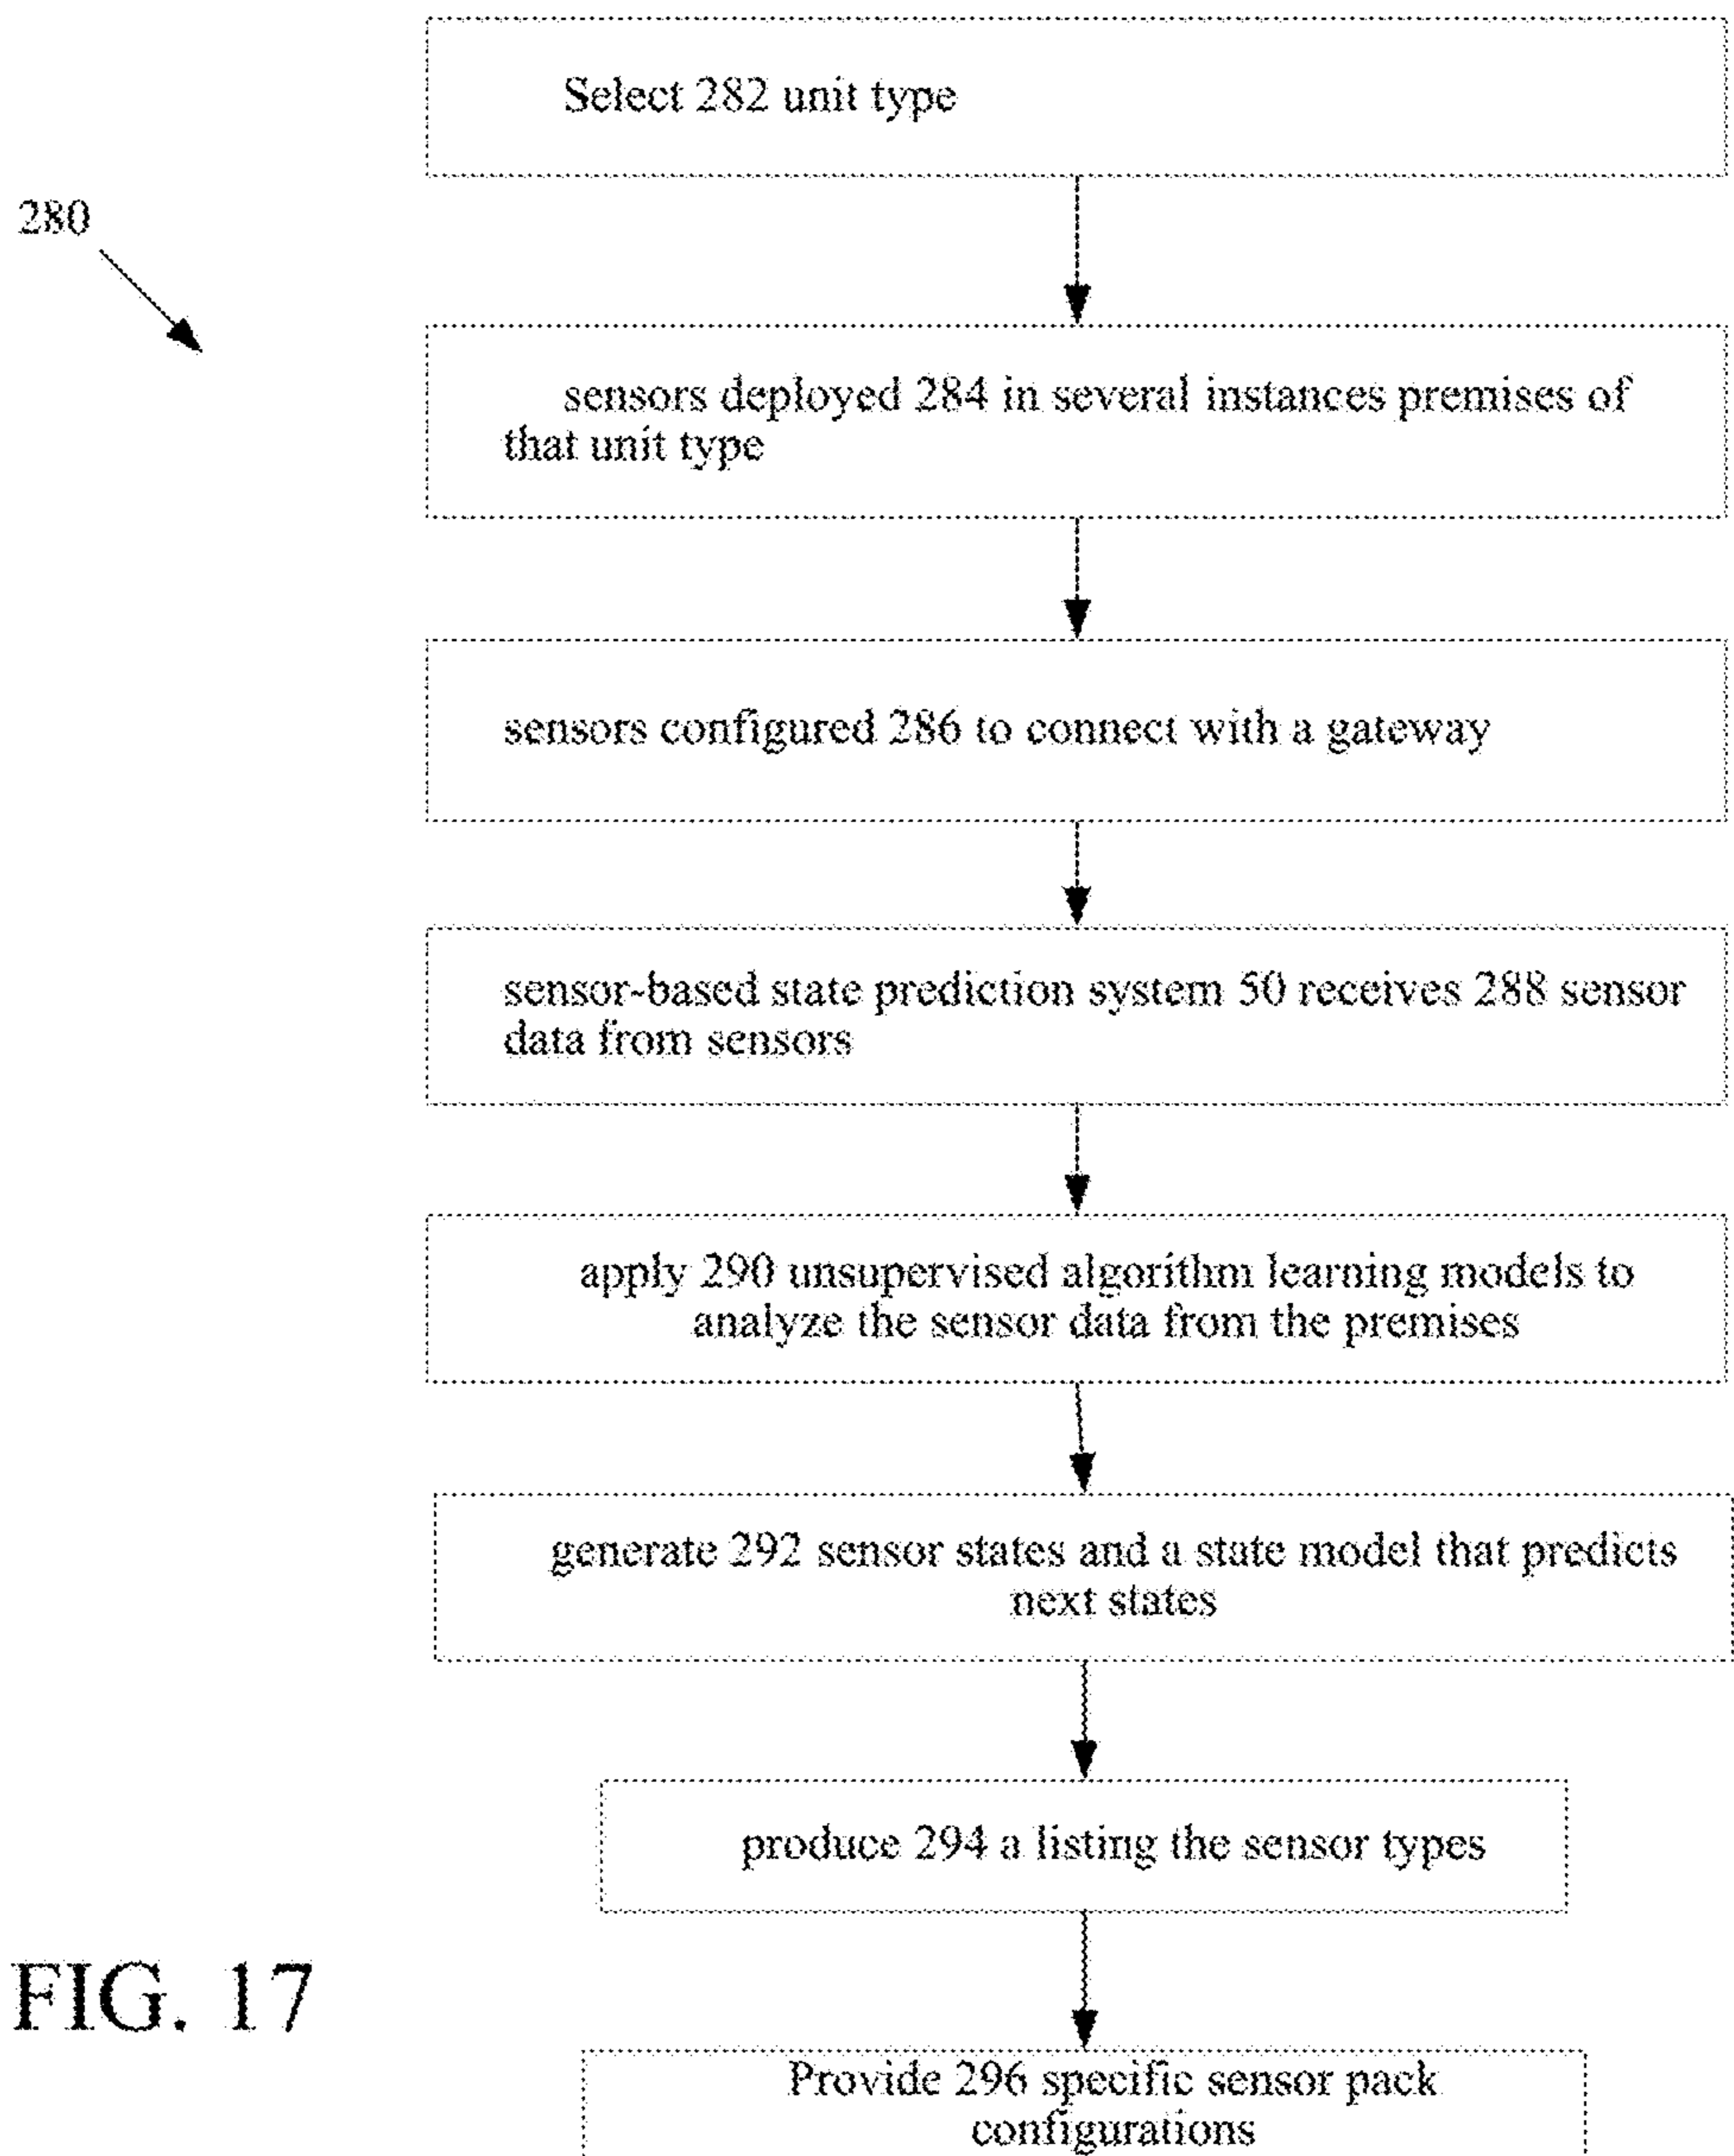 Select 282 unit type
280
sensors deployed 284 in several instances premises of
that unit type
sensors configured 286 to connect with a gateway
sensor-based state prediction system 50 receives 288 sensor
data from sensors
apply 290 unsupervised algorithm learning models to
analyze the sensor data from the premises
generate 292 sensor states and a state model that predicts
next states
produce 294 a listing the sensor types
FIG. 17
Provide 296 specific sensor pack
configurations